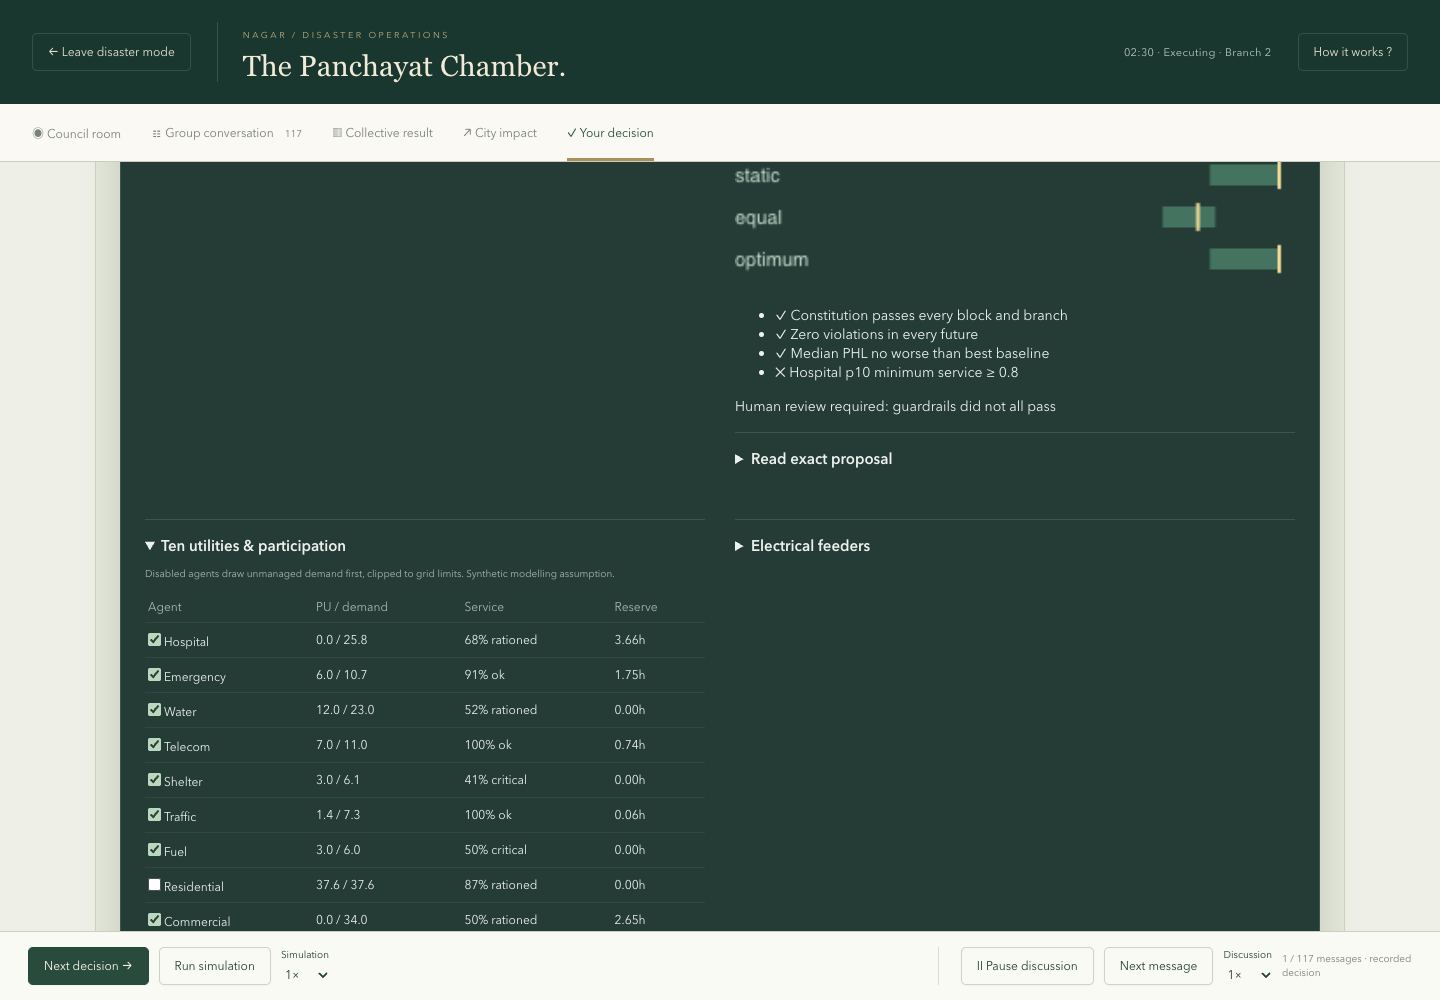 ← Leave disaster mode
NAGAR / DISASTER OPERATIONS
The Panchayat Chamber.
02:30 · Executing · Branch 2
How it works ?
Council room
Group conversation 117
Collective result
↗ City impact
✓ Your decision
static
equal
optimum
• ✓ Constitution passes every block and branch
• ✓ Zero violations in every future
• ✓ Median PHL no worse than best baseline
• ✕ Hospital p10 minimum service ≥ 0.8
Human review required: guardrails did not all pass
▶ Read exact proposal
▼ Ten utilities & participation
Disabled agents draw unmanaged demand first, clipped to grid limits. Synthetic modelling assumption.
Agent PU / demand Service Reserve
Hospital 0.0 / 25.8 68% rationed 3.66h
Emergency 6.0 / 10.7 91% ok 1.75h
Water 12.0 / 23.0 52% rationed 0.00h
Telecom 7.0 / 11.0 100% ok 0.74h
Shelter 3.0 / 6.1 41% critical 0.00h
Traffic 1.4 / 7.3 100% ok 0.06h
Fuel 3.0 / 6.0 50% critical 0.00h
Residential 37.6 / 37.6 87% rationed 0.00h
Commercial 0.0 / 34.0 50% rationed 2.65h
▶ Electrical feeders
Next decision →
Run simulation
Simulation
1×
II Pause discussion
Next message
Discussion
1×
1 / 117 messages · recorded
decision